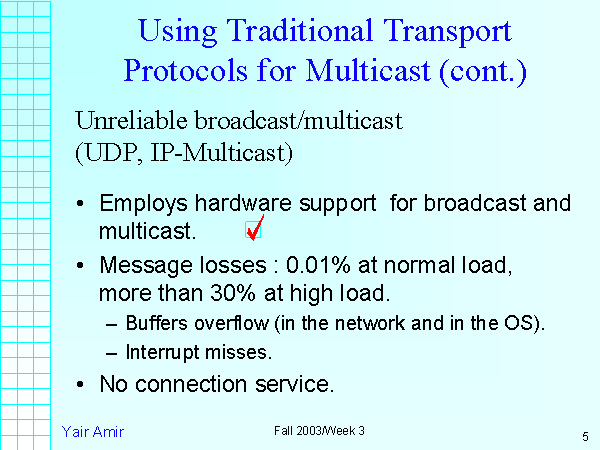 Using Traditional Transport
Protocols for Multicast (cont.)
Unreliable broadcast/multicast
(UDP, IP-Multicast)
• Employs hardware support for broadcast and
multicast.
• Message losses : 0.01% at normal load,
more than 30% at high load.
– Buffers overflow (in the network and in the OS).
– Interrupt misses.
• No connection service.
Yair Amir
Fall 2003/Week 3
5